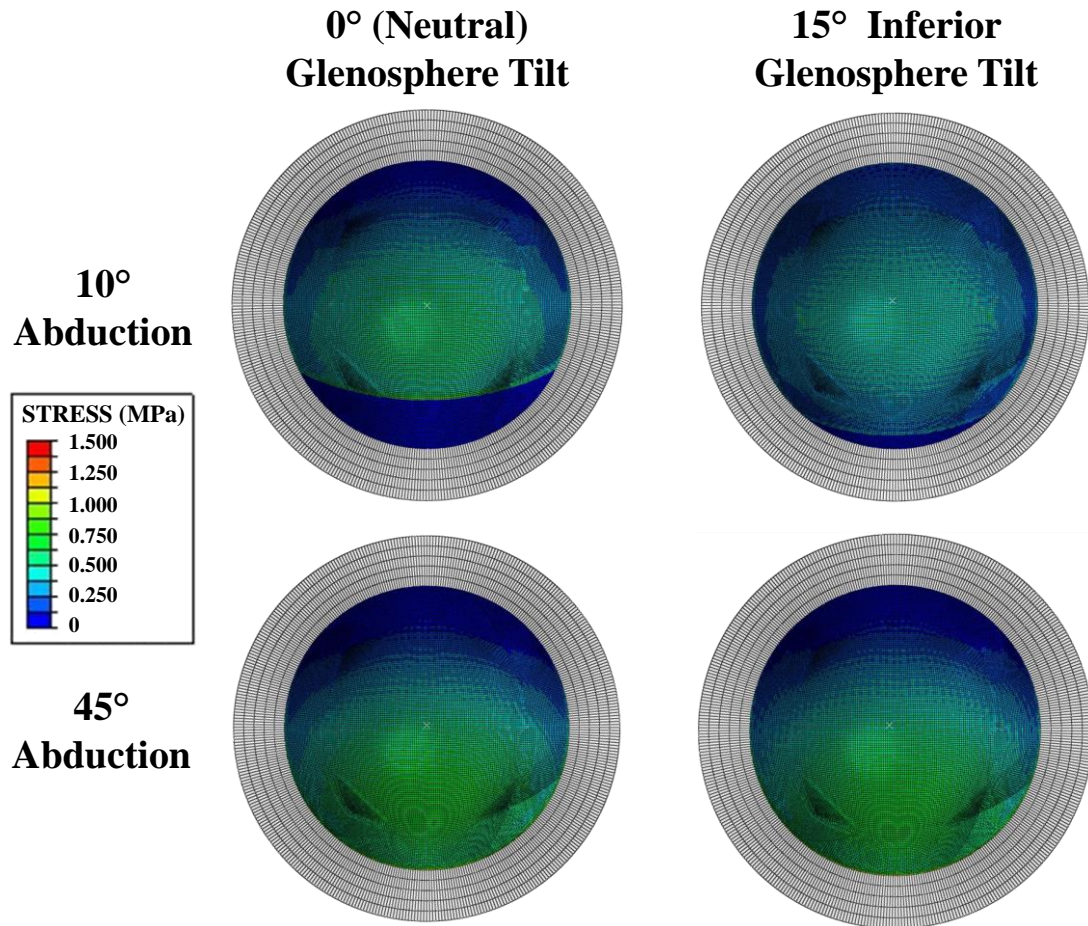 0° (Neutral)
Glenosphere Tilt
15° Inferior
Glenosphere Tilt
10°
Abduction
STRESS (MPa)
1.500
1.250
1.000
0.750
0.500
0.250
0
45°
Abduction